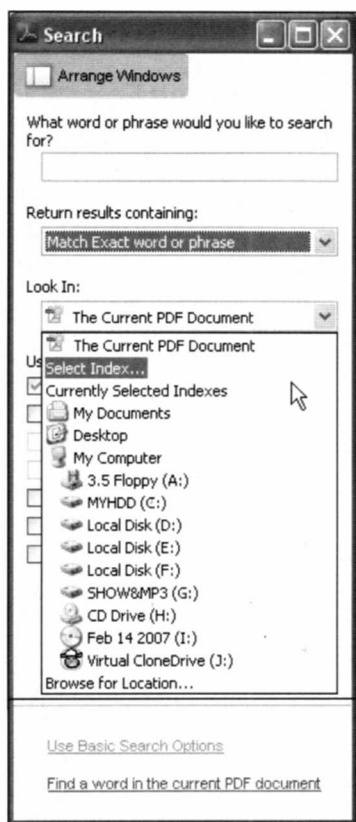 Search
Arrange Windows
What word or phrase would you like to search
for?
Return results containing:
Match Exact word or phrase
Look In:
The Current PDF Document
The Current PDF Document
Us
Select Index...
Currently Selected Indexes
My Documents
Desktop
My Computer
3.5 Floppy (A:)
MYHDD (C:)
Local Disk (D:)
Local Disk (E:)
Local Disk (F:)
SHOW&MP3 (G:)
CD Drive (H:)
Feb 14 2007 (I:)
Virtual CloneDrive (J:)
Browse for Location...
Use Basic Search Options
Find a word in the current PDF document